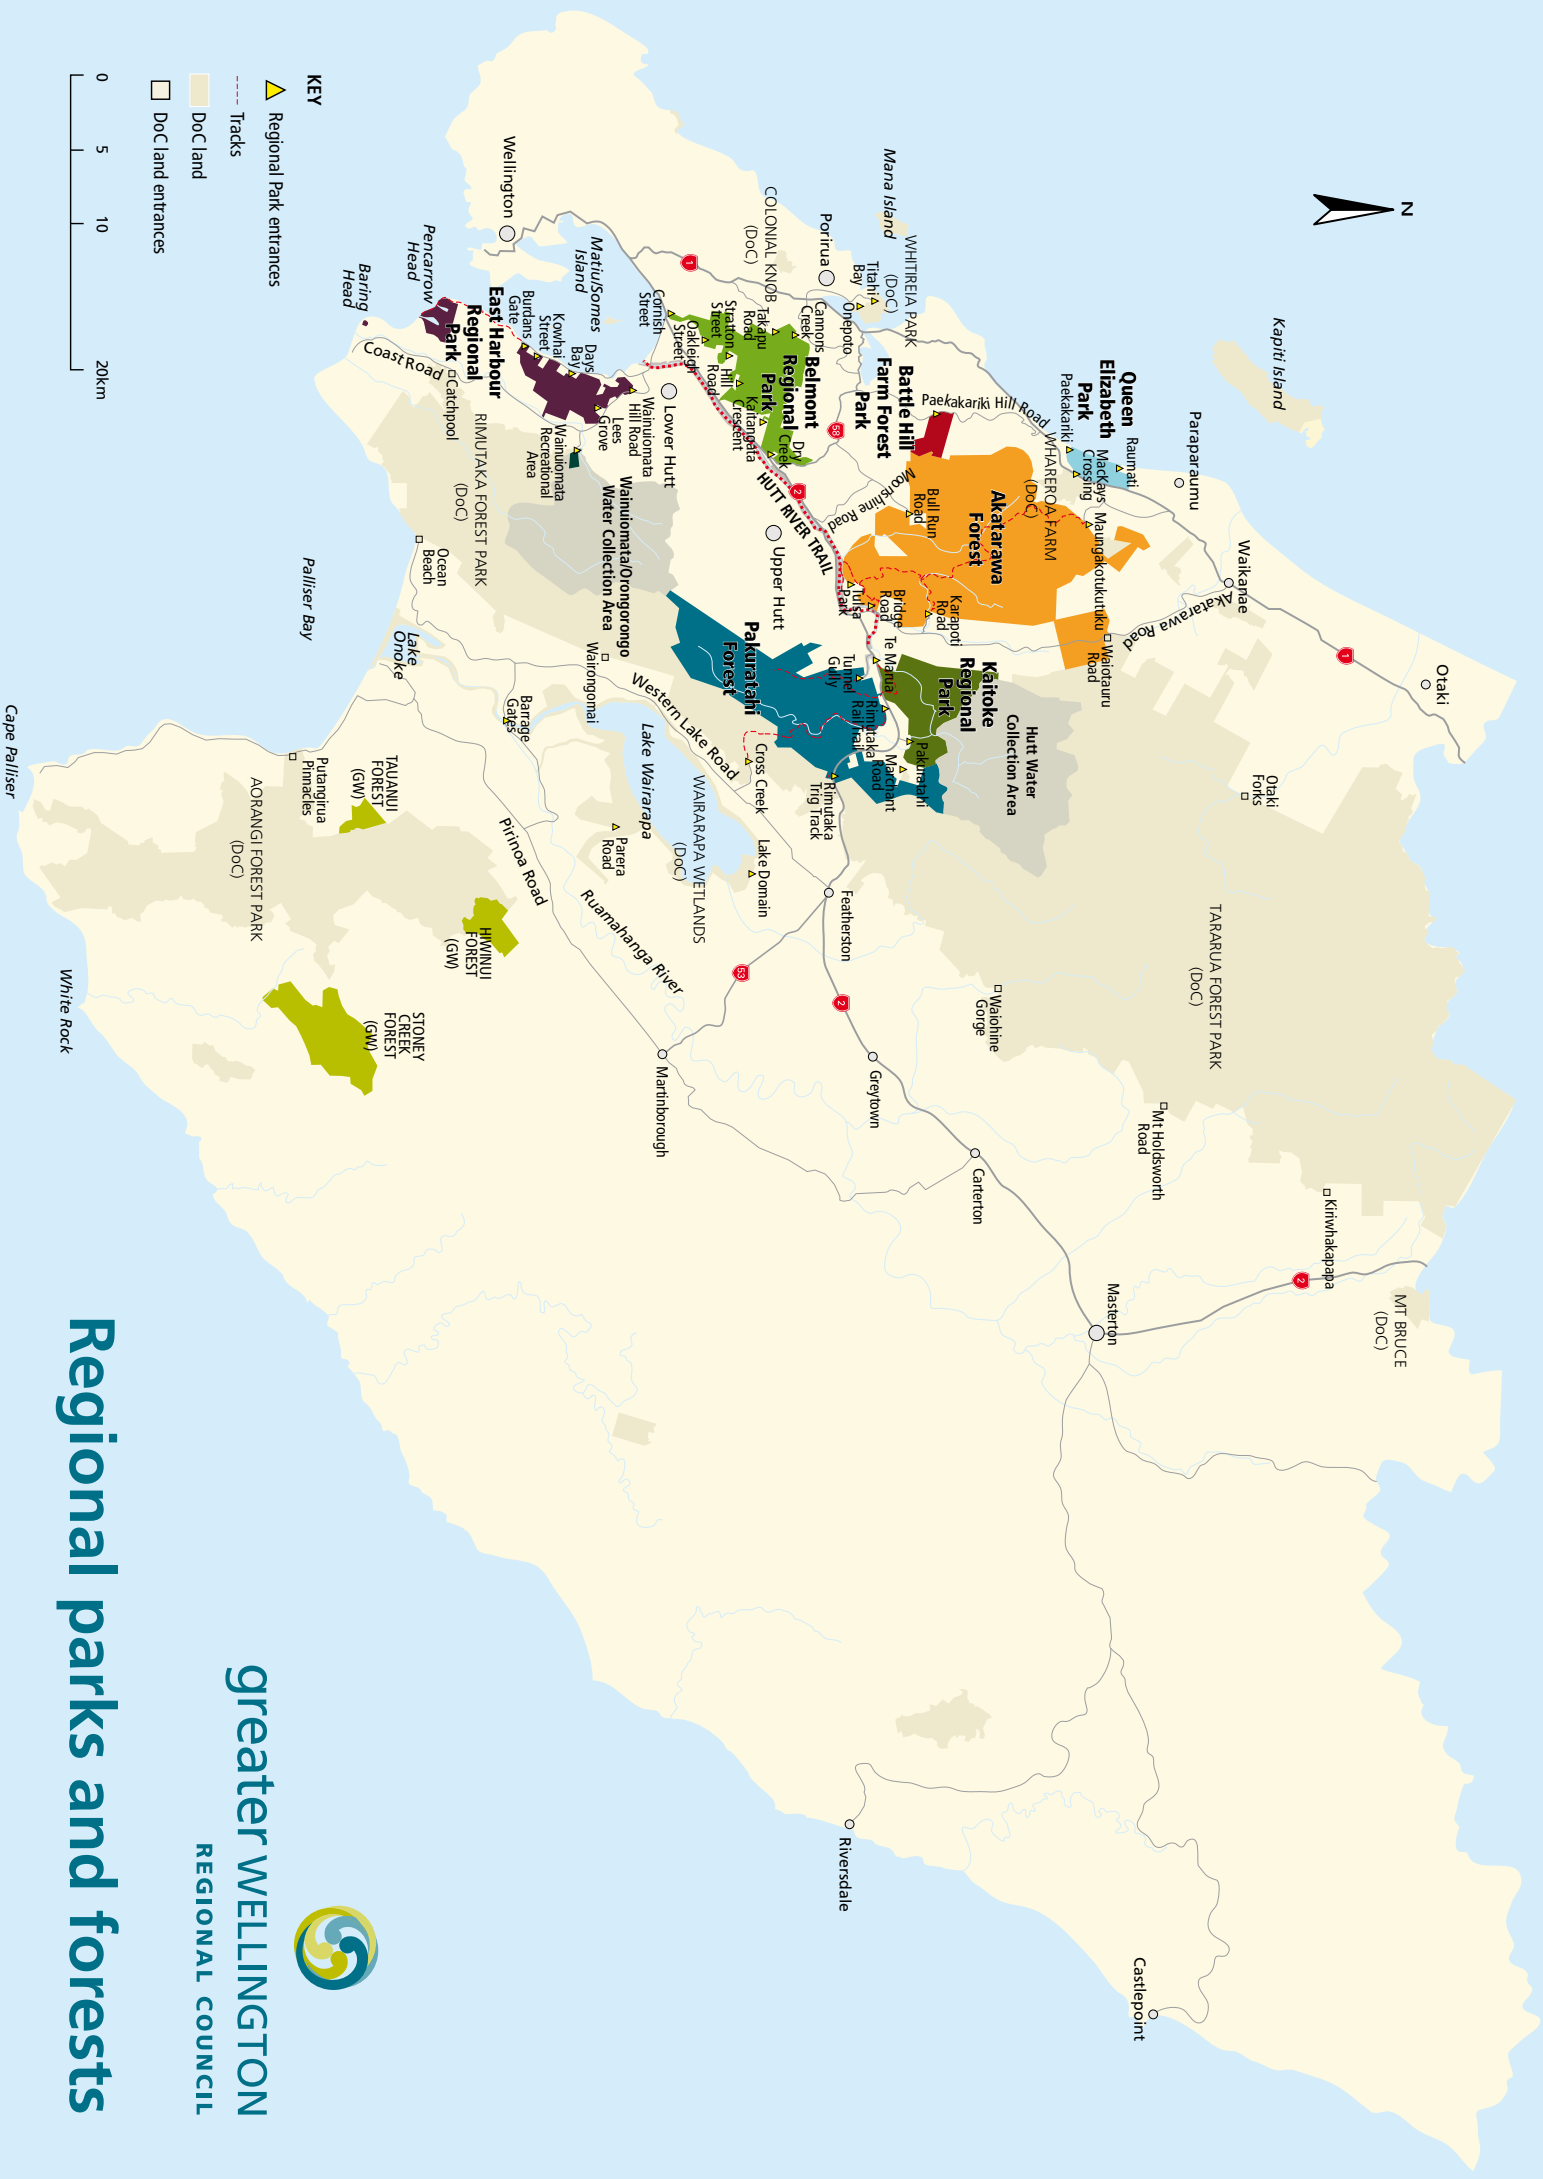 N
Kapiti Island
Otaki
Otaki
Forks
Waikanae
Paraparaumu
Raumati
Queen
Elizabeth
Park
Paekakariki
MacKays
Crossing
Maungakotukutuku
Akatarawa Road
Waiotauru
Road
1
WHAREROA FARM
(DoC)
Paekakariki Hill Road
Mana Island
WHITIREIA PARK
(DoC)
Titahi
Bay
Onepoto
Porirua
Battle Hill
Farm Forest
Park
58
Akatarawa
Forest
Bull Run
Road
Moonshine Road
Karapoti
Road
Bridge
Road
Tulsa
Park
COLONIAL KNOB
(DoC)
Cannons
Creek
Takapu
Road
Belmont
Regional
Park
Stratton
Street
Hill
Road
Dry
Creek
Kaitangata
Crescent
Oakleigh
Street
Cornish
Street
1
2
HUTT RIVER TRAIL
Upper Hutt
Lower Hutt
Te Marua
Kaitoke
Regional
Park
Hutt Water
Collection Area
Tunnel
Gully
Rimutaka
Rail Trail
Pakuratahi
Marchant
Road
Rimutaka
Trig Track
Pakuratahi
Forest
Cross Creek
Matiu/Somes
Island
Wellington
Wainuiomata
Hill Road
Lees
Grove
Days
Bay
Kowhai
Street
Burdans
Gate
East Harbour
Regional
Park
Pencarrow
Head
Baring
Head
Coast Road
Catchpool
Wainuiomata
Recreational
Area
Wainuiomata/Orongorongo
Water Collection Area
RIMUTAKA FOREST PARK
(DoC)
Ocean
Beach
Palliser Bay
Lake
Onoke
Wairongomai
Western Lake Road
Barrage
Gates
Lake Wairarapa
WAIRARAPA WETLANDS
(DoC)
Lake Domain
Parera
Road
Pirinoa Road
Ruamahanga River
Putangirua
Pinnacles
TAUANUI
FOREST
(GW)
AORANGI FOREST PARK
(DoC)
HIWINUI
FOREST
(GW)
STONEY
CREEK
FOREST
(GW)
Cape Palliser
White Rock
Featherston
53
2
Martinborough
Greytown
Carterton
Waiohine
Gorge
TARARUA FOREST PARK
(DoC)
Mt Holdsworth
Road
Kiriwhakapapa
2
MT BRUCE
(DoC)
Masterton
Riversdale
Castlepoint
KEY
Regional Park entrances
Tracks
DoC land
DoC land entrances
0 5 10 20km
greater WELLINGTON
REGIONAL COUNCIL
Regional parks and forests